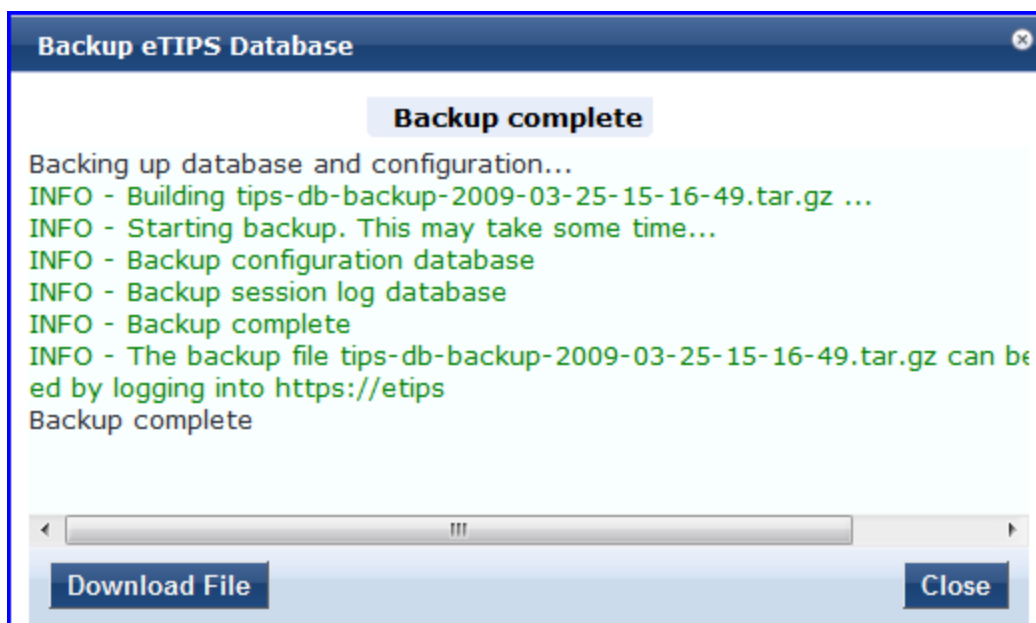 Backup eTIPS Database
Backup complete
Backing up database and configuration...
INFO - Building tips-db-backup-2009-03-25-15-16-49.tar.gz ...
INFO - Starting backup. This may take some time...
INFO - Backup configuration database
INFO - Backup session log database
INFO - Backup complete
INFO - The backup file tips-db-backup-2009-03-25-15-16-49.tar.gz can be
ed by logging into https://etips
Backup complete
Download File
Close